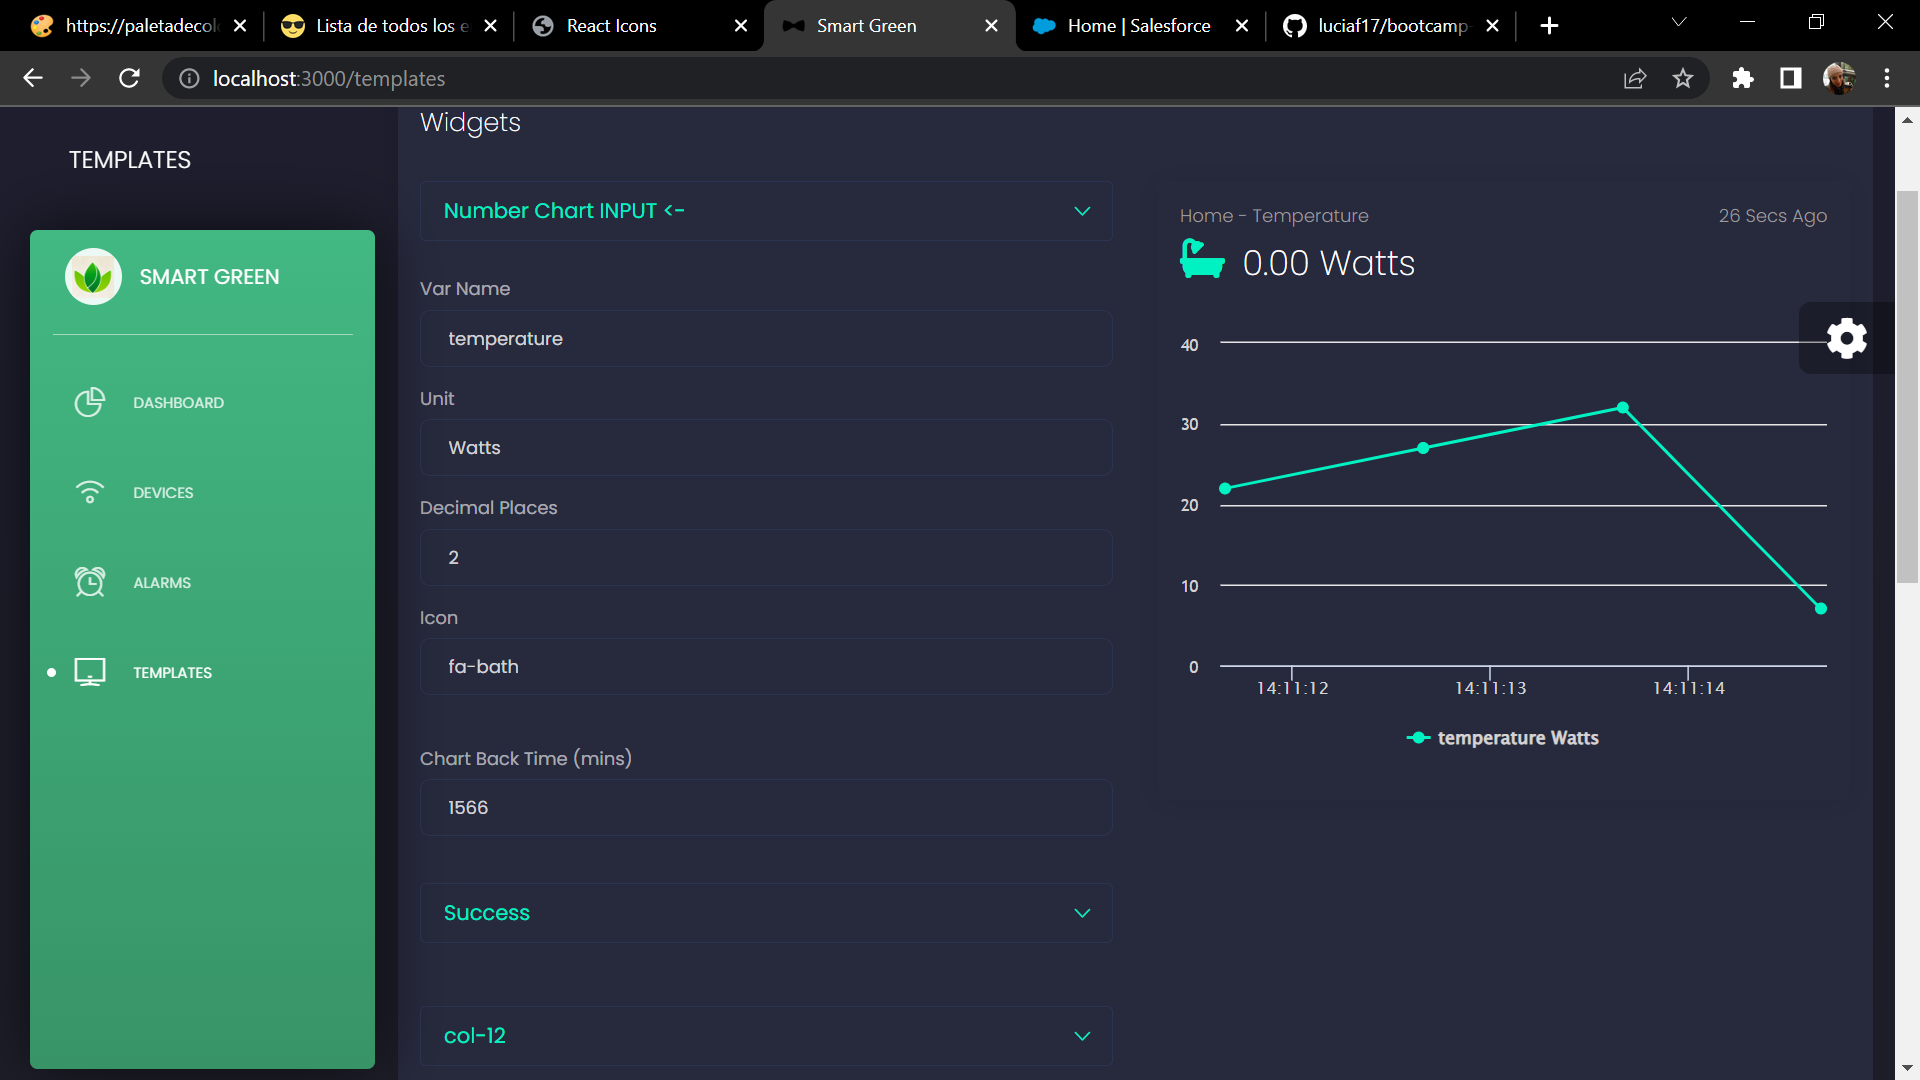 https://paletadecol
Lista de todos los e
React Icons
Smart Green
Home | Salesforce
luciaf17/bootcamp-
localhost:3000/templates
TEMPLATES
SMART GREEN
DASHBOARD
DEVICES
ALARMS
TEMPLATES
Widgets
Number Chart INPUT <-
Var Name
temperature
Unit
Watts
Decimal Places
2
Icon
fa-bath
Chart Back Time (mins)
1566
Success
col-12
Home - Temperature
26 Secs Ago
0.00 Watts
40
30
20
10
0
14:11:12 14:11:13 14:11:14
temperature Watts